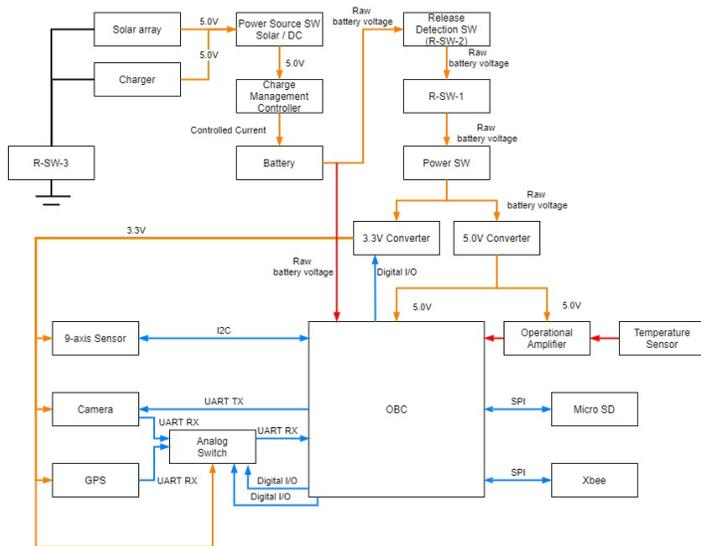 Solar array
5.0V
Power Source SW
Solar / DC
Raw
battery voltage
Release
Detection SW
(R-SW-2)
5.0V
5.0V
Raw
battery voltage
Charger
Charge
Management
Controller
R-SW-1
Controlled Current
Raw
battery voltage
R-SW-3
Battery
Power SW
Raw
battery voltage
3.3V
3.3V Converter
5.0V Converter
Raw
battery voltage
Digital I/O
5.0V
5.0V
9-axis Sensor
I2C
Operational
Amplifier
Temperature
Sensor
Camera
UART TX
OBC
SPI
Micro SD
UART RX
Analog
Switch
UART RX
GPS
UART RX
Digital I/O
Digital I/O
SPI
Xbee